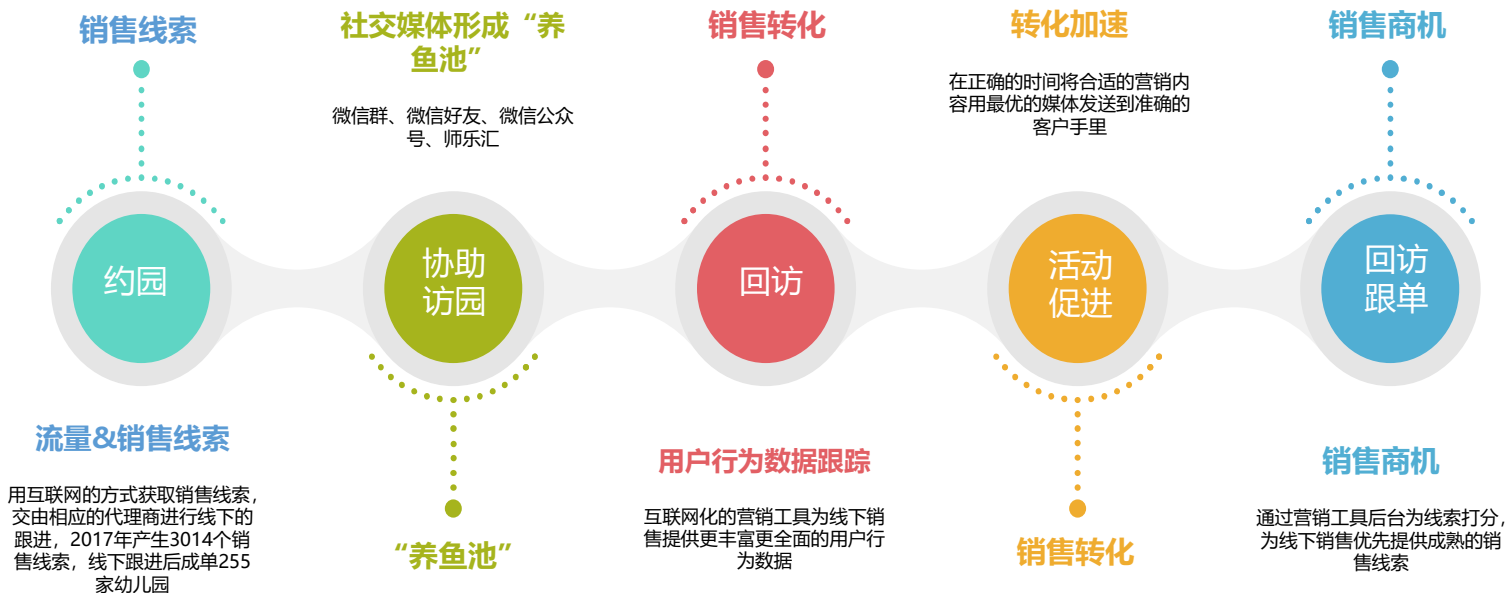 销售线索
社交媒体形成“养
鱼池”
微信群、微信好友、微信公众
号、师乐汇
销售转化
转化加速
在正确的时间将合适的营销内
容用最优的媒体发送到准确的
客户手里
销售商机
约园
协助
访园
回访
活动
促进
回访
跟单
流量&销售线索
用互联网的方式获取销售线索，
交由相应的代理商进行线下的
跟进，2017年产生3014个销
售线索，线下跟进后成单255
家幼儿园
“养鱼池”
用户行为数据跟踪
互联网化的营销工具为线下销
售提供更丰富更全面的用户行
为数据
销售转化
销售商机
通过营销工具后台为线索打分，
为线下销售优先提供成熟的销
售线索